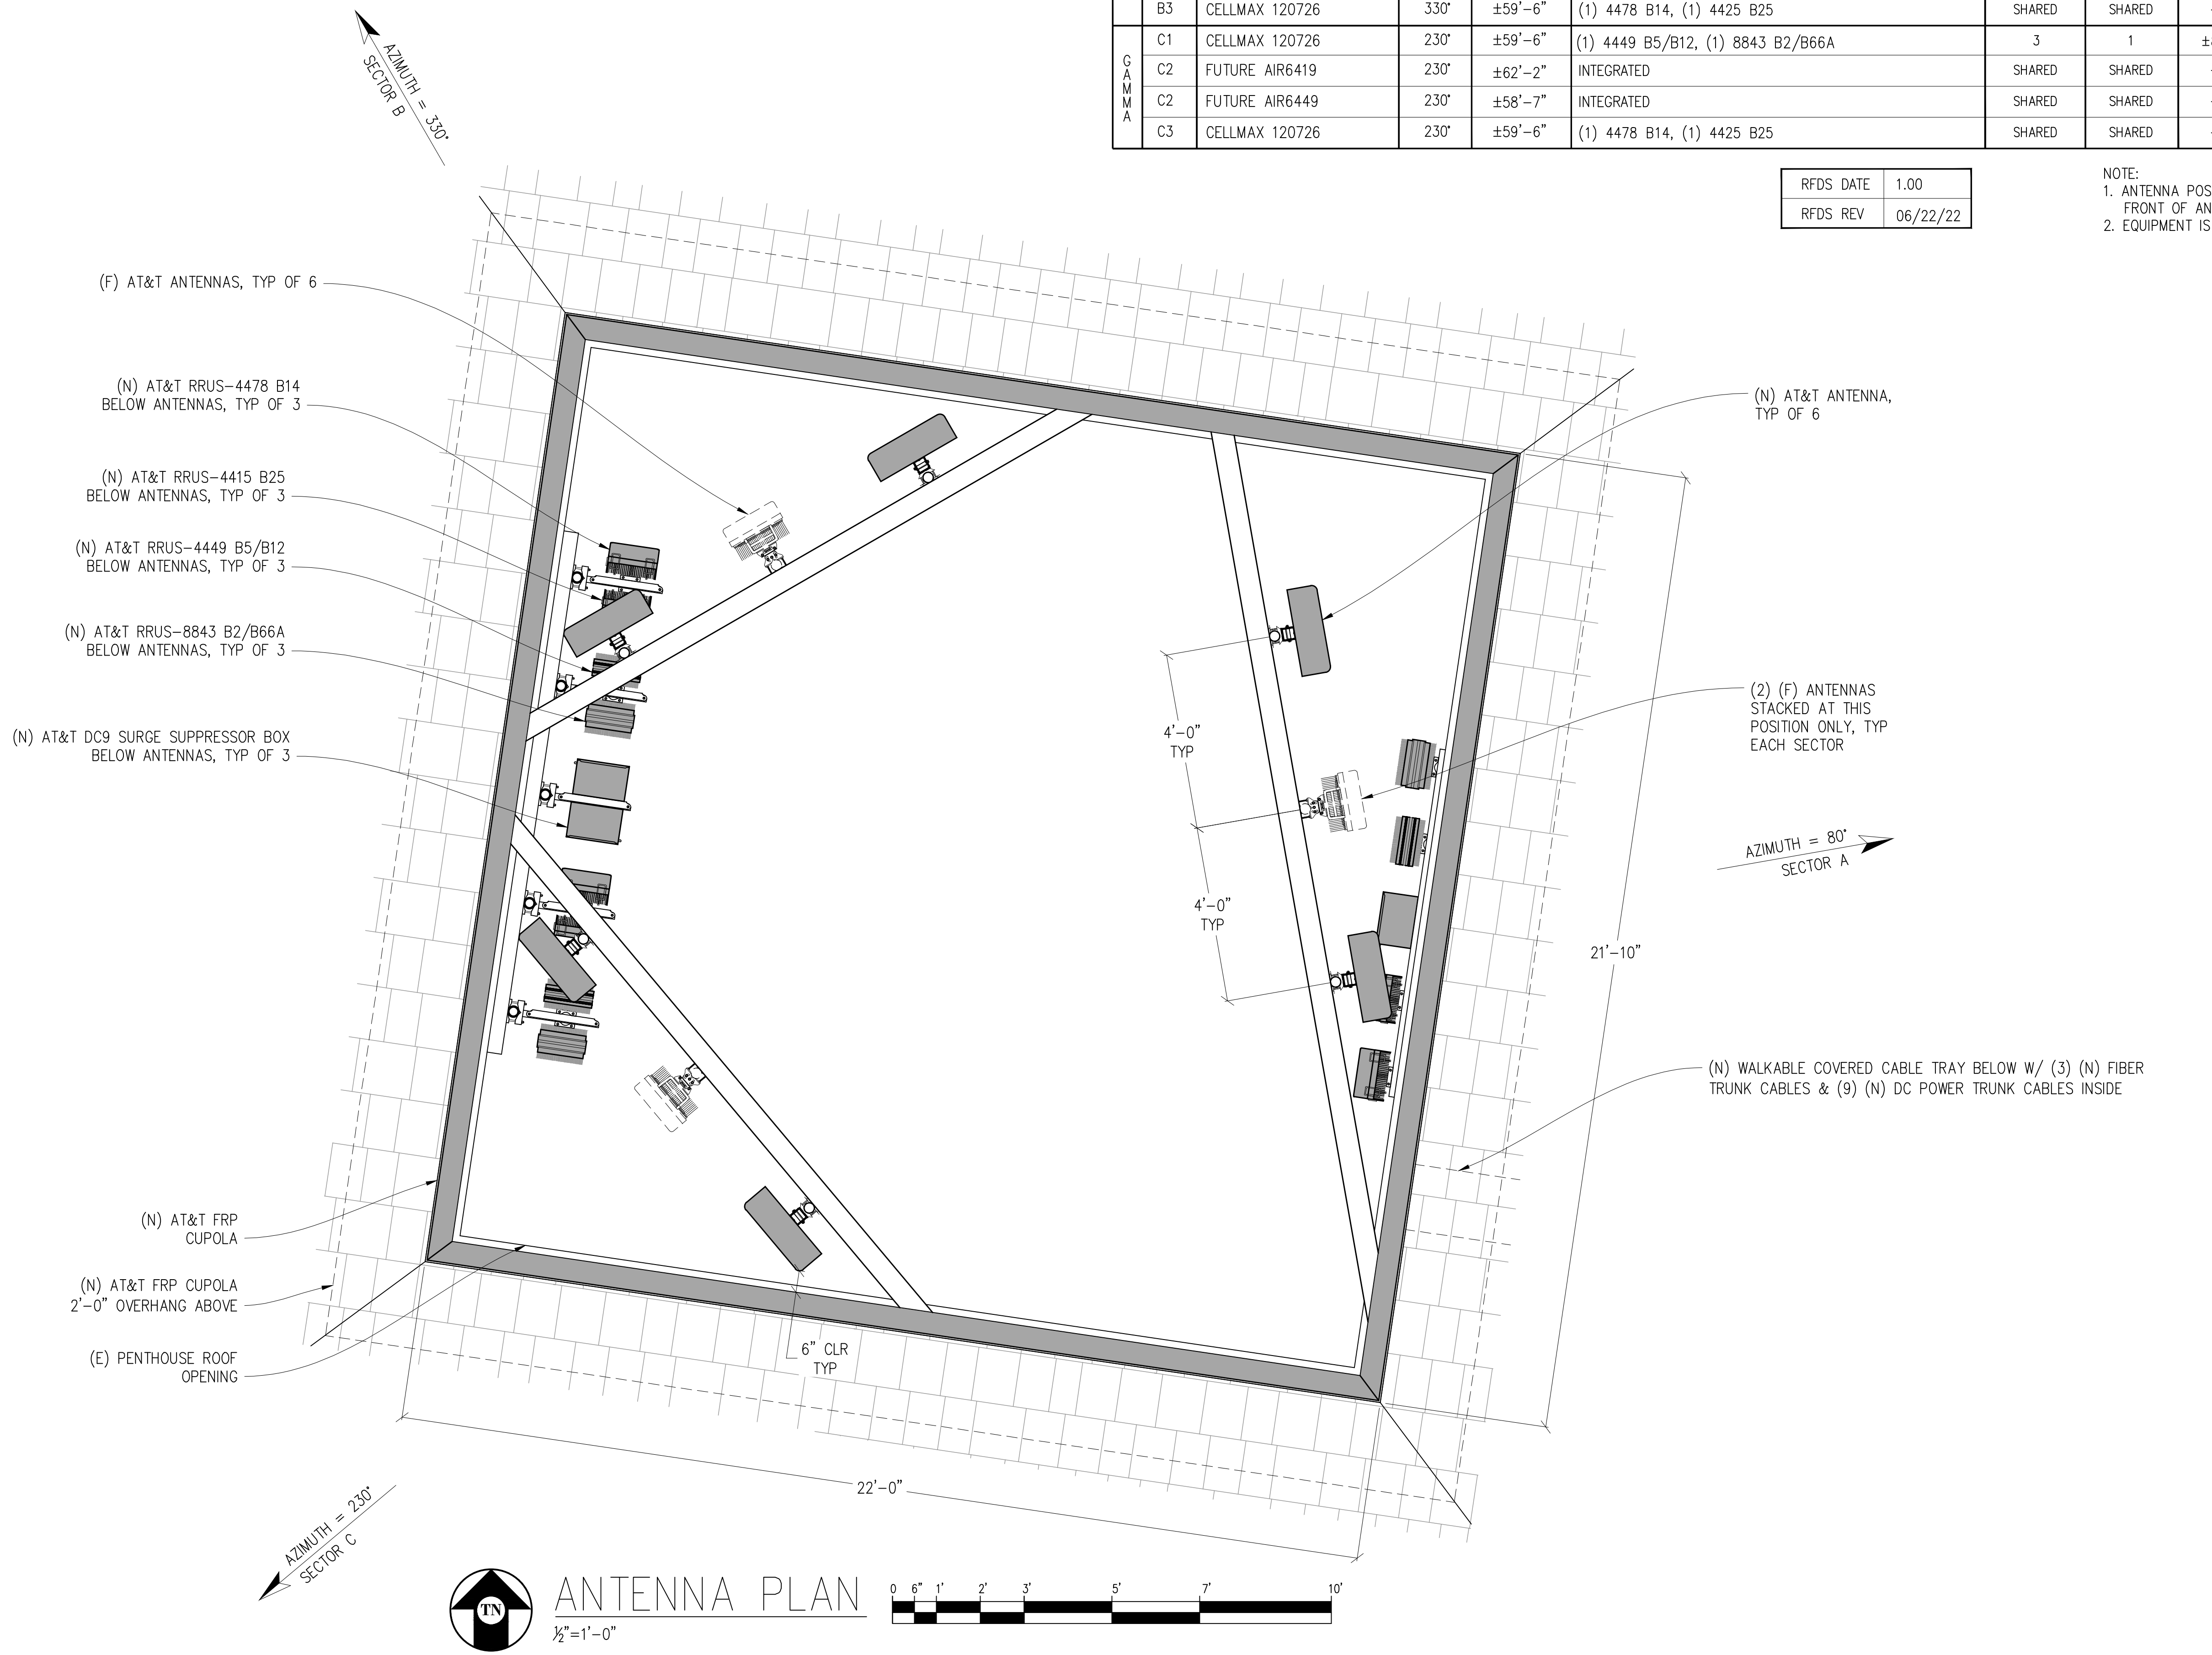 B3 CELLMAX 120726 330° ±59'-6" (1) 4478 B14, (1) 4425 B25 SHARED SHARED
GAMMA
C1 CELLMAX 120726 230° ±59'-6" (1) 4449 B5/B12, (1) 8843 B2/B66A 3 1 ±
C2 FUTURE AIR6419 230° ±62'-2" INTEGRATED SHARED SHARED
C2 FUTURE AIR6449 230° ±58'-7" INTEGRATED SHARED SHARED
C3 CELLMAX 120726 230° ±59'-6" (1) 4478 B14, (1) 4425 B25 SHARED SHARED
RFDS DATE 1.00
RFDS REV 06/22/22
NOTE:
1. ANTENNA POS
FRONT OF AN
2. EQUIPMENT IS
AZIMUTH = 330°
SECTOR B
(F) AT&T ANTENNAS, TYP OF 6
(N) AT&T RRUS-4478 B14
BELOW ANTENNAS, TYP OF 3
(N) AT&T RRUS-4415 B25
BELOW ANTENNAS, TYP OF 3
(N) AT&T RRUS-4449 B5/B12
BELOW ANTENNAS, TYP OF 3
(N) AT&T RRUS-8843 B2/B66A
BELOW ANTENNAS, TYP OF 3
(N) AT&T DC9 SURGE SUPPRESSOR BOX
BELOW ANTENNAS, TYP OF 3
(N) AT&T ANTENNA,
TYP OF 6
(2) (F) ANTENNAS
STACKED AT THIS
POSITION ONLY, TYP
EACH SECTOR
4'-0"
TYP
4'-0"
TYP
AZIMUTH = 80°
SECTOR A
21'-10"
(N) WALKABLE COVERED CABLE TRAY BELOW W/ (3) (N) FIBER
TRUNK CABLES & (9) (N) DC POWER TRUNK CABLES INSIDE
(N) AT&T FRP
CUPOLA
(N) AT&T FRP CUPOLA
2'-0" OVERHANG ABOVE
(E) PENTHOUSE ROOF
OPENING
6" CLR
TYP
22'-0"
AZIMUTH = 230°
SECTOR C
TN
ANTENNA PLAN
½"=1'-0"
0 6" 1' 2' 3' 5' 7' 10'